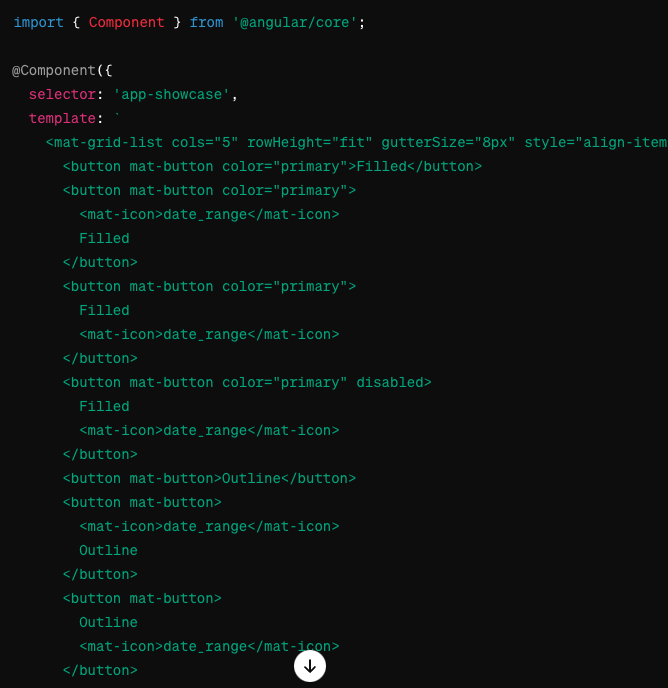 import { Component } from '@angular/core';
@Component({
selector: 'app-showcase',
template: `
<mat-grid-list cols="5" rowHeight="fit" gutterSize="8px" style="align-item
<button mat-button color="primary">Filled</button>
<button mat-button color="primary">
<mat-icon>date_range</mat-icon>
Filled
</button>
<button mat-button color="primary">
Filled
<mat-icon>date_range</mat-icon>
</button>
<button mat-button color="primary" disabled>
Filled
<mat-icon>date_range</mat-icon>
</button>
<button mat-button>Outline</button>
<button mat-button>
<mat-icon>date_range</mat-icon>
Outline
</button>
<button mat-button>
Outline
<mat-icon>date_range</mat-icon>
</button>